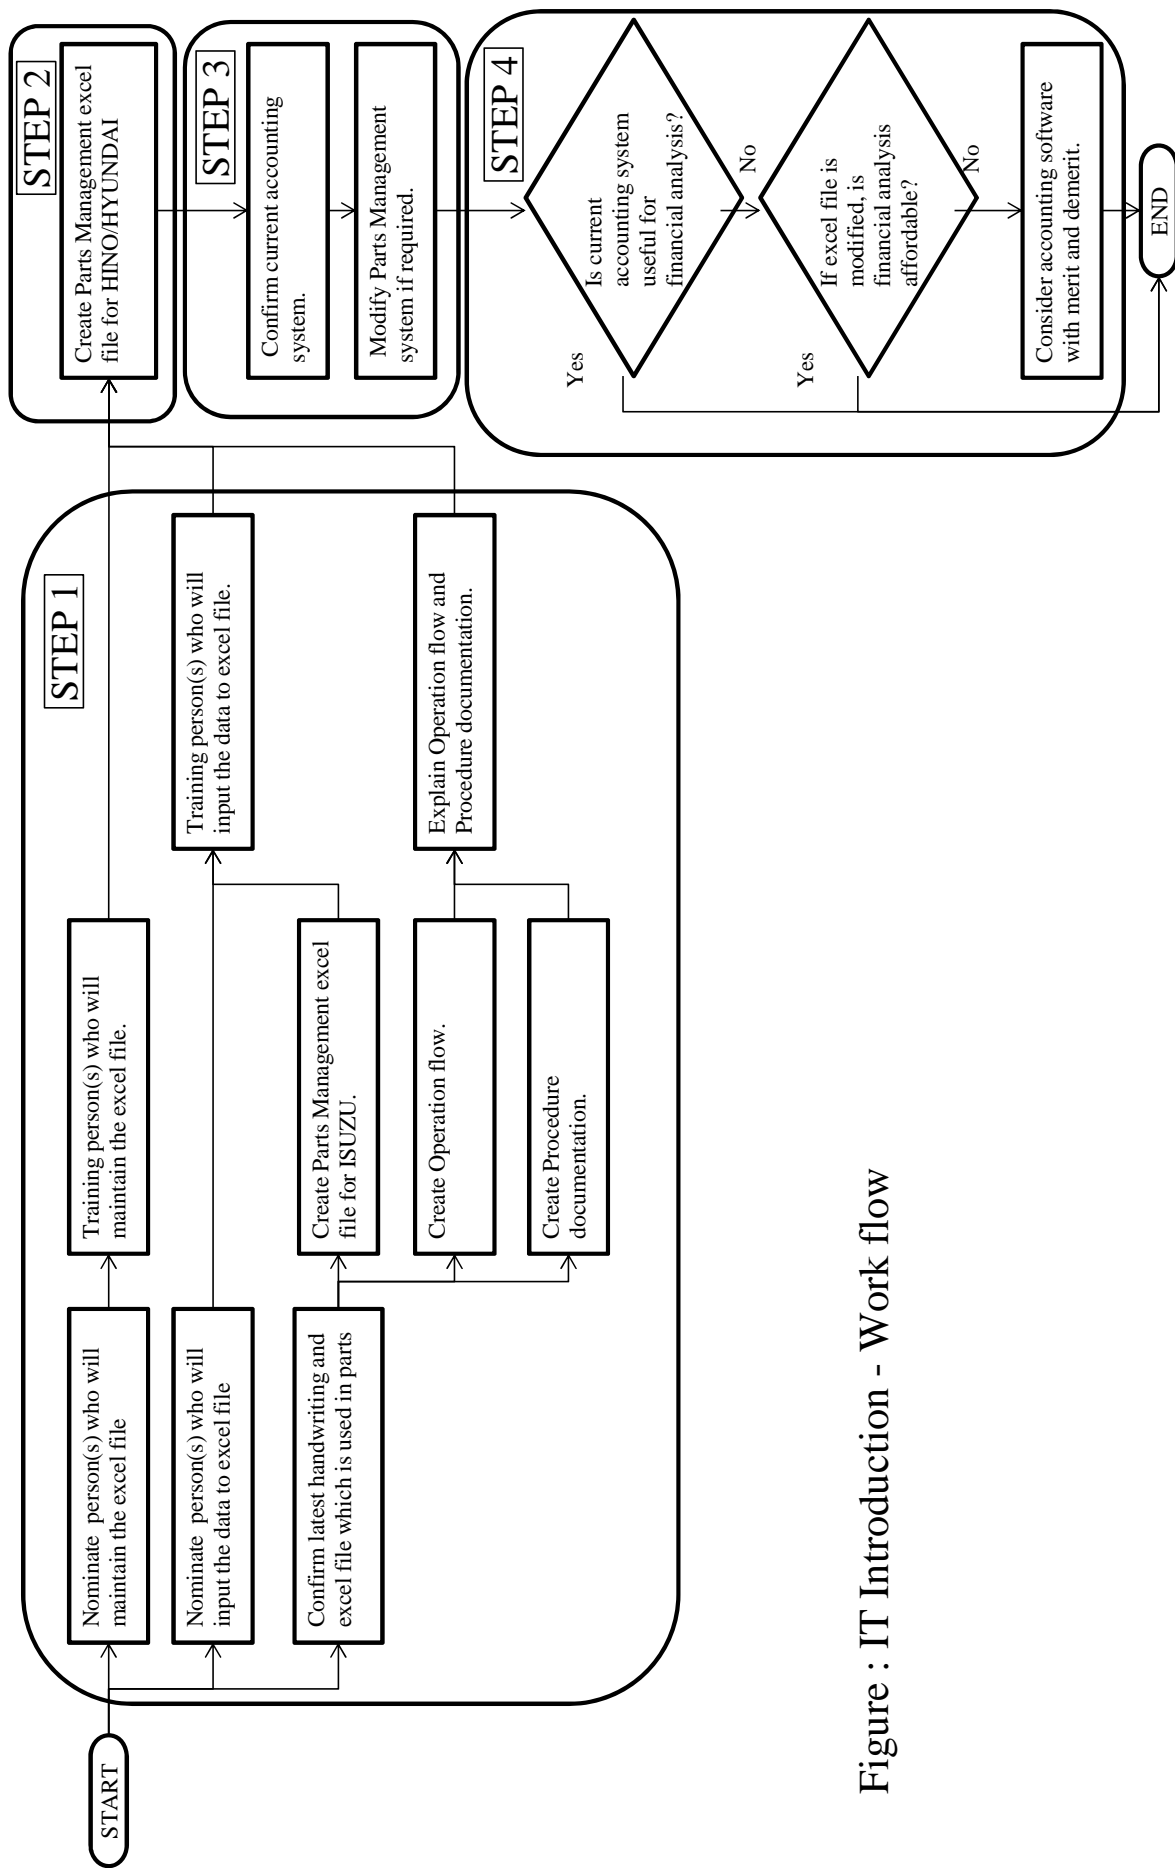 START
STEP 1
Nominate  person(s) who will
maintain the excel file
Training person(s) who will
maintain the excel file.
Nominate  person(s) who will
input the data to excel file
Training person(s) who will
input the data to excel file.
Confirm latest handwriting and
excel file which is used in parts
Create Parts Management excel
file for ISUZU.
Create Operation flow.
Create Procedure
documentation.
Explain Operation flow and
Procedure documentation.
STEP 2
Create Parts Management excel
file for HINO/HYUNDAI
STEP 3
Confirm current accounting
system.
Modify Parts Management
system if required.
STEP 4
Is current
accounting system
useful for
financial analysis?
Yes
No
If excel file is
modified, is
financial analysis
affordable?
Yes
No
Consider accounting software
with merit and demerit.
END
Figure : IT Introduction - Work flow